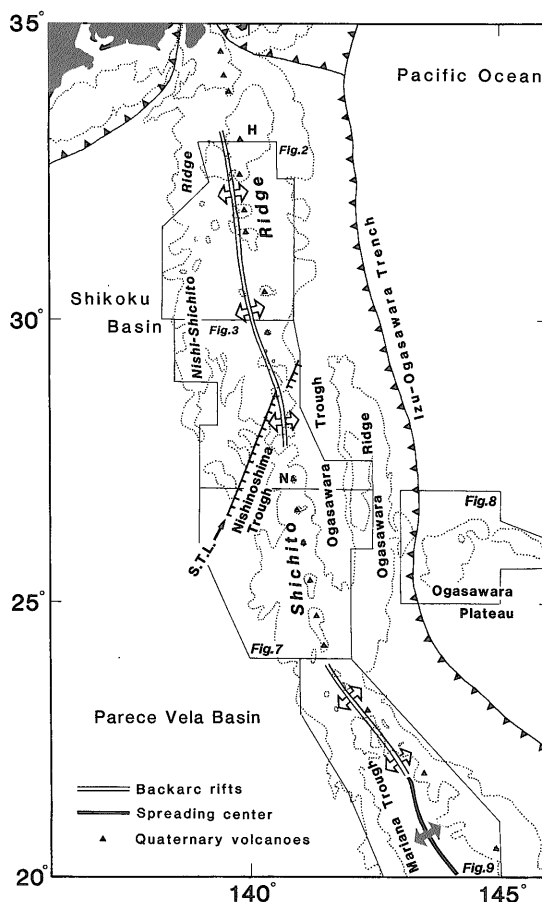 35°
Pacific Ocean
H
Fig.2
Ridge
Ridge
Izu-Ogasawara Trench
Shikoku
Basin
30°
Fig.3
Nishi-Shichito
Trough
Ridge
Nishinoshima
Trough
N
Ogasawara
Ogasawara
Fig.8
S.T.L.
Shichito
Ogasawara
Plateau
25°
Fig.7
Parece Vela Basin
Backarc rifts
Spreading center
Quaternary volcanoes
Mariana Trough
Fig.9
20°
140°
145°